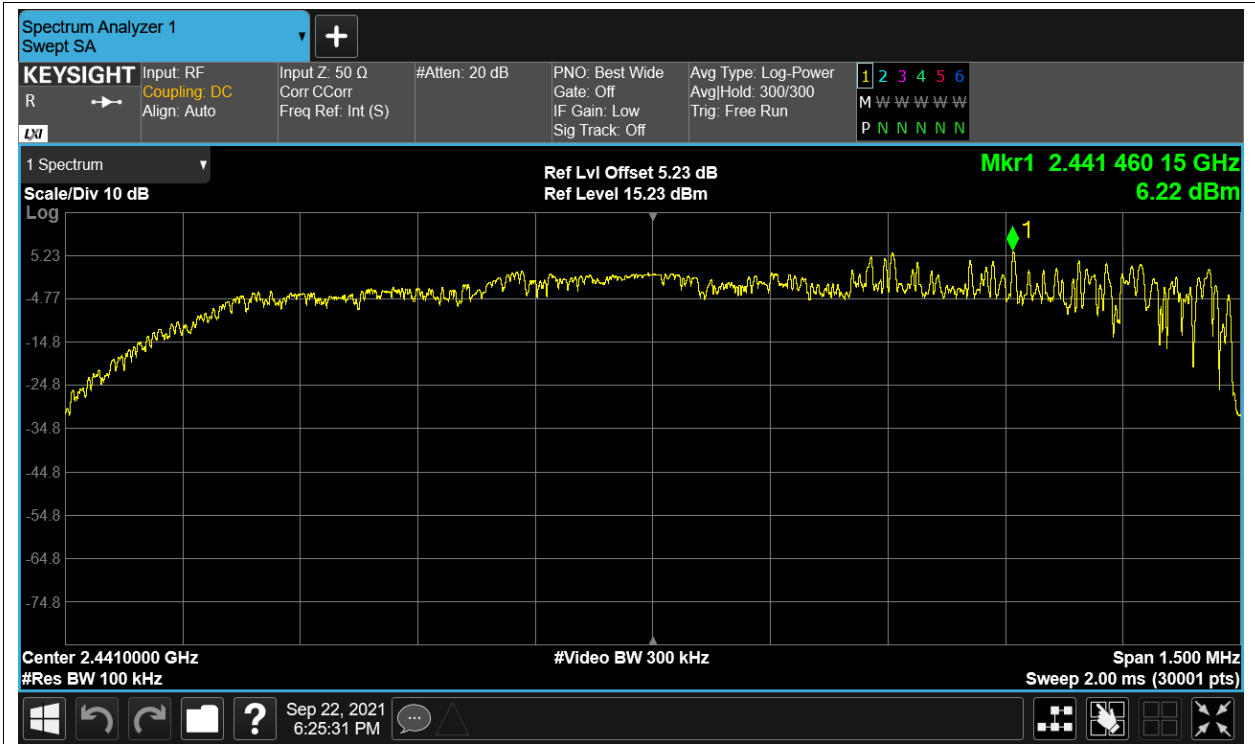 Spectrum Analyzer 1
Swept SA
KEYSIGHT Input: RF Input Z: 50 Ω #Atten: 20 dB PNO: Best Wide Avg Type: Log-Power 1 2 3 4 5 6
R Coupling: DC Corr CCorr Gate: Off Avg|Hold: 300/300 M W W W W W
Align: Auto Freq Ref: Int (S) IF Gain: Low Trig: Free Run
LXI Sig Track: Off P N N N N N
1 Spectrum Ref Lvl Offset 5.23 dB Mkr1 2.441 460 15 GHz
Scale/Div 10 dB Ref Level 15.23 dBm 6.22 dBm
Log
1
5.23
-4.77
-14.8
-24.8
-34.8
-44.8
-54.8
-64.8
-74.8
Center 2.4410000 GHz #Video BW 300 kHz Span 1.500 MHz
#Res BW 100 kHz Sweep 2.00 ms (30001 pts)
? Sep 22, 2021
6:25:31 PM